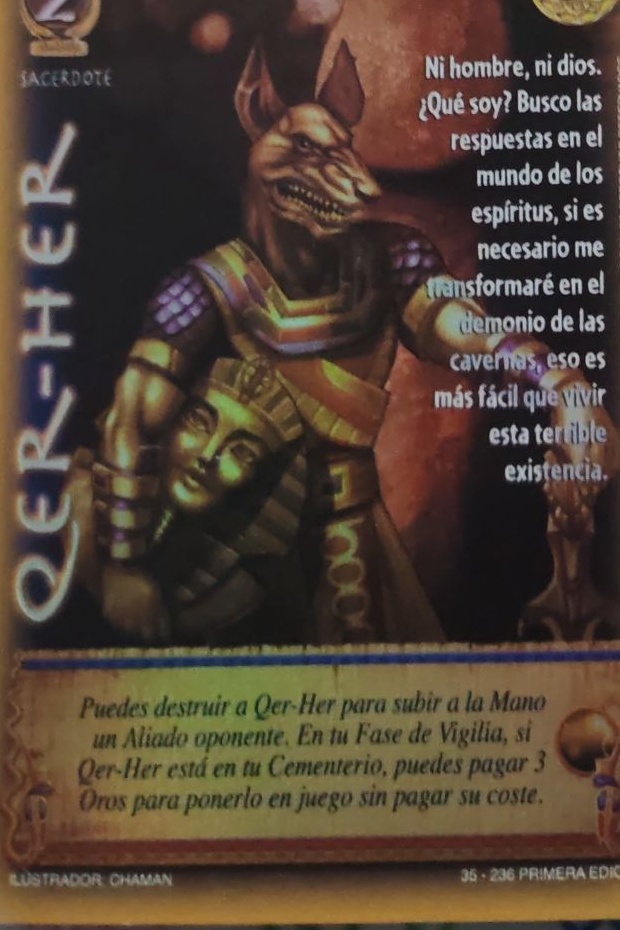 2
SACERDOTE
QER-HER
Ni hombre, ni dios.
¿Qué soy? Busco las
respuestas en el
mundo de los
espíritus, si es
necesario me
transformaré en el
demonio de las
cavernas, eso es
más fácil que vivir
esta terrible
existencia.
Puedes destruir a Qer-Her para subir a la Mano
un Aliado oponente. En tu Fase de Vigilia, si
Qer-Her está en tu Cementerio, puedes pagar 3
Oros para ponerlo en juego sin pagar su coste.
ILUSTRADOR: CHAMAN
35 - 236 PRIMERA EDIC